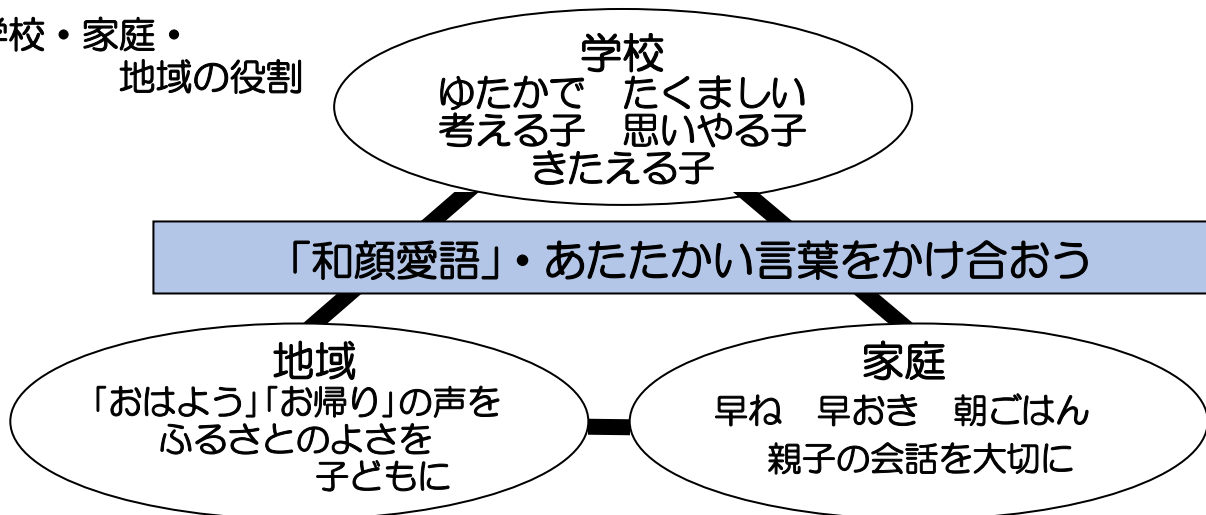 学校・家庭・
地域の役割
学校
ゆたかで　たくましい
考える子　思いやる子
きたえる子
「和顔愛語」・あたたかい言葉をかけ合おう
地域
「おはよう」「お帰り」の声を
ふるさとのよさを
子どもに
家庭
早ね　早おき　朝ごはん
親子の会話を大切に